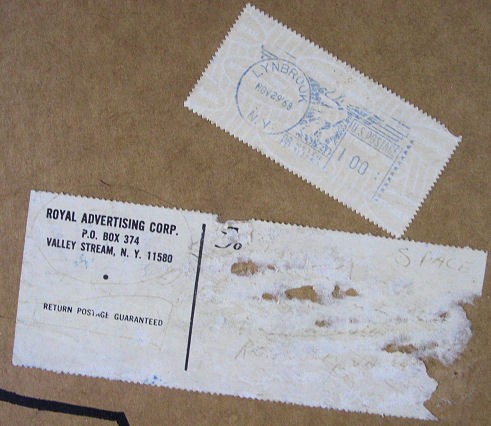 LYNBROOK
NOV 29 68
N.Y.
U.S. POSTAGE
1.00
ROYAL ADVERTISING CORP.
P.O. BOX 374
VALLEY STREAM, N. Y. 11580
RETURN POSTAGE GUARANTEED
To
SPACE